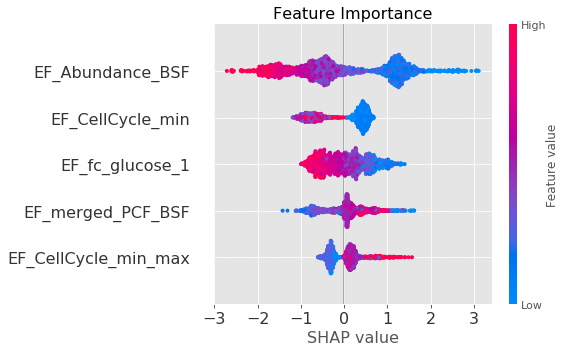 Feature Importance
High
EF_Abundance_BSF
EF_CellCycle_min
EF_fc_glucose_1
EF_merged_PCF_BSF
EF_CellCycle_min_max
Feature value
Low
−3 −2 −1 0 1 2 3
SHAP value